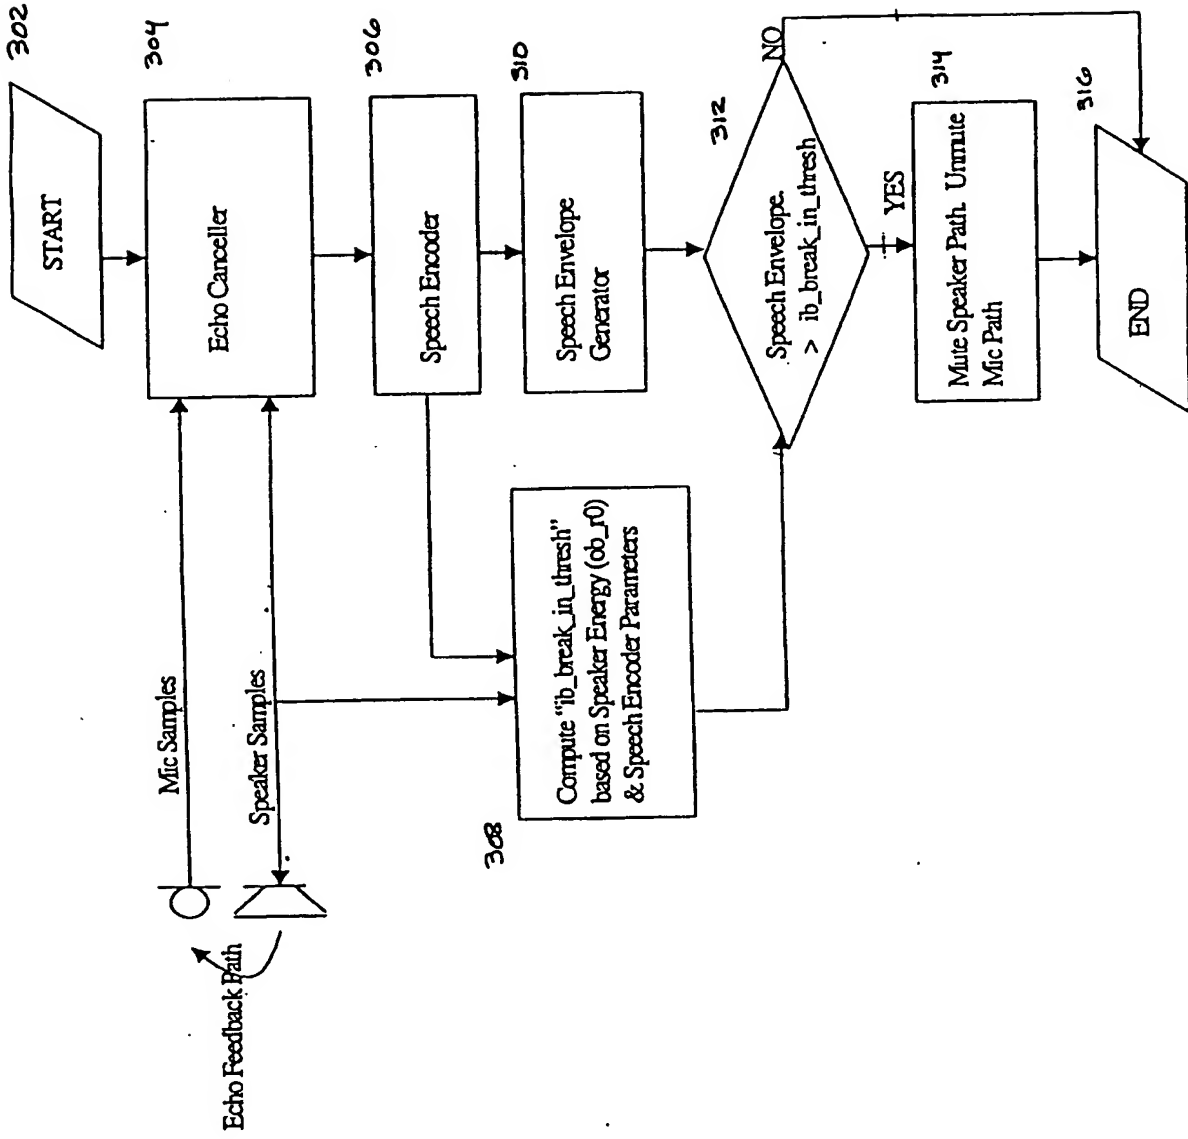 302
START
304
Echo Canceller
Mic Samples
Speaker Samples
Echo Feedback Path
306
Speech Encoder
310
Speech Envelope
Generator
308
Compute "ib_break_in_thresh"
based on Speaker Energy (ob_r0)
& Speech Encoder Parameters
312
Speech Envelope.
> ib_break_in_thresh
NO
YES
314
Mute Speaker Path. Unmute
Mic Path
316
END